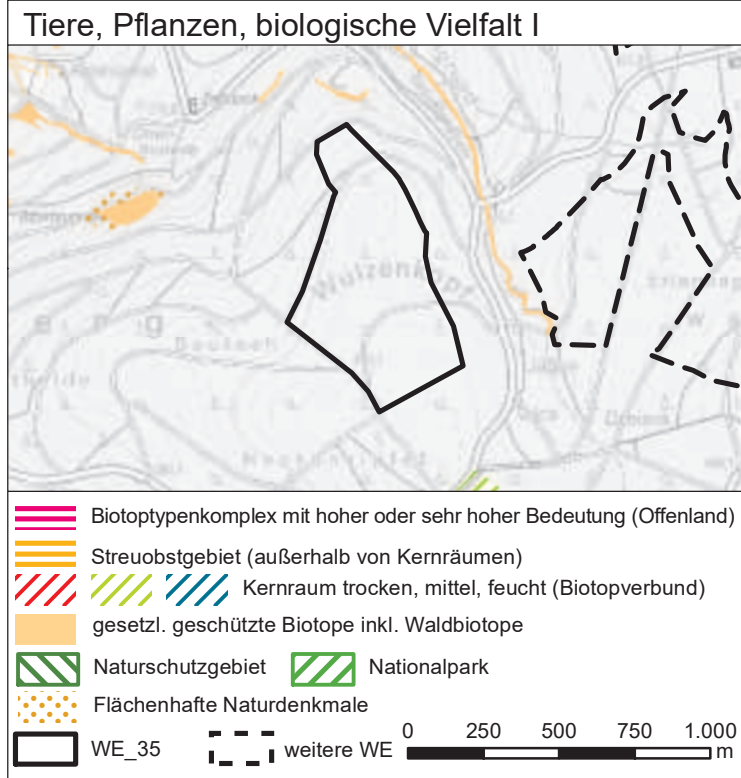 Tiere, Pflanzen, biologische Vielfalt I
Biotoptypenkomplex mit hoher oder sehr hoher Bedeutung (Offenland)
Streuobstgebiet (außerhalb von Kernräumen)
Kernraum trocken, mittel, feucht (Biotopverbund)
gesetzl. geschützte Biotope inkl. Waldbiotope
Naturschutzgebiet Nationalpark
Flächenhafte Naturdenkmale
WE_35 weitere WE 0 250 500 750 1.000
m